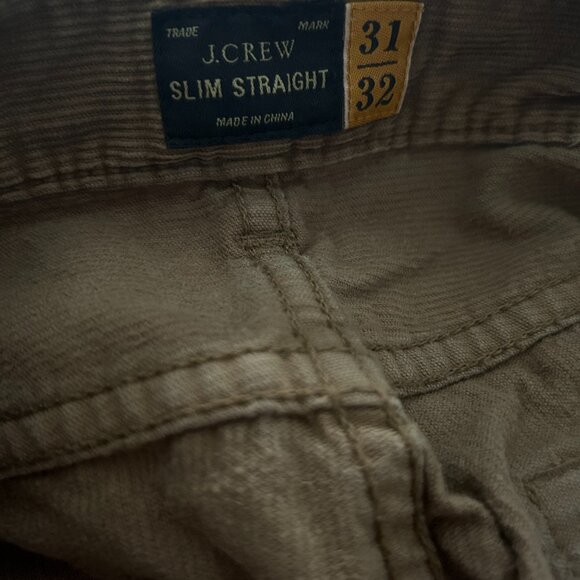 TRADE MARK
J.CREW
SLIM STRAIGHT
MADE IN CHINA
31
32